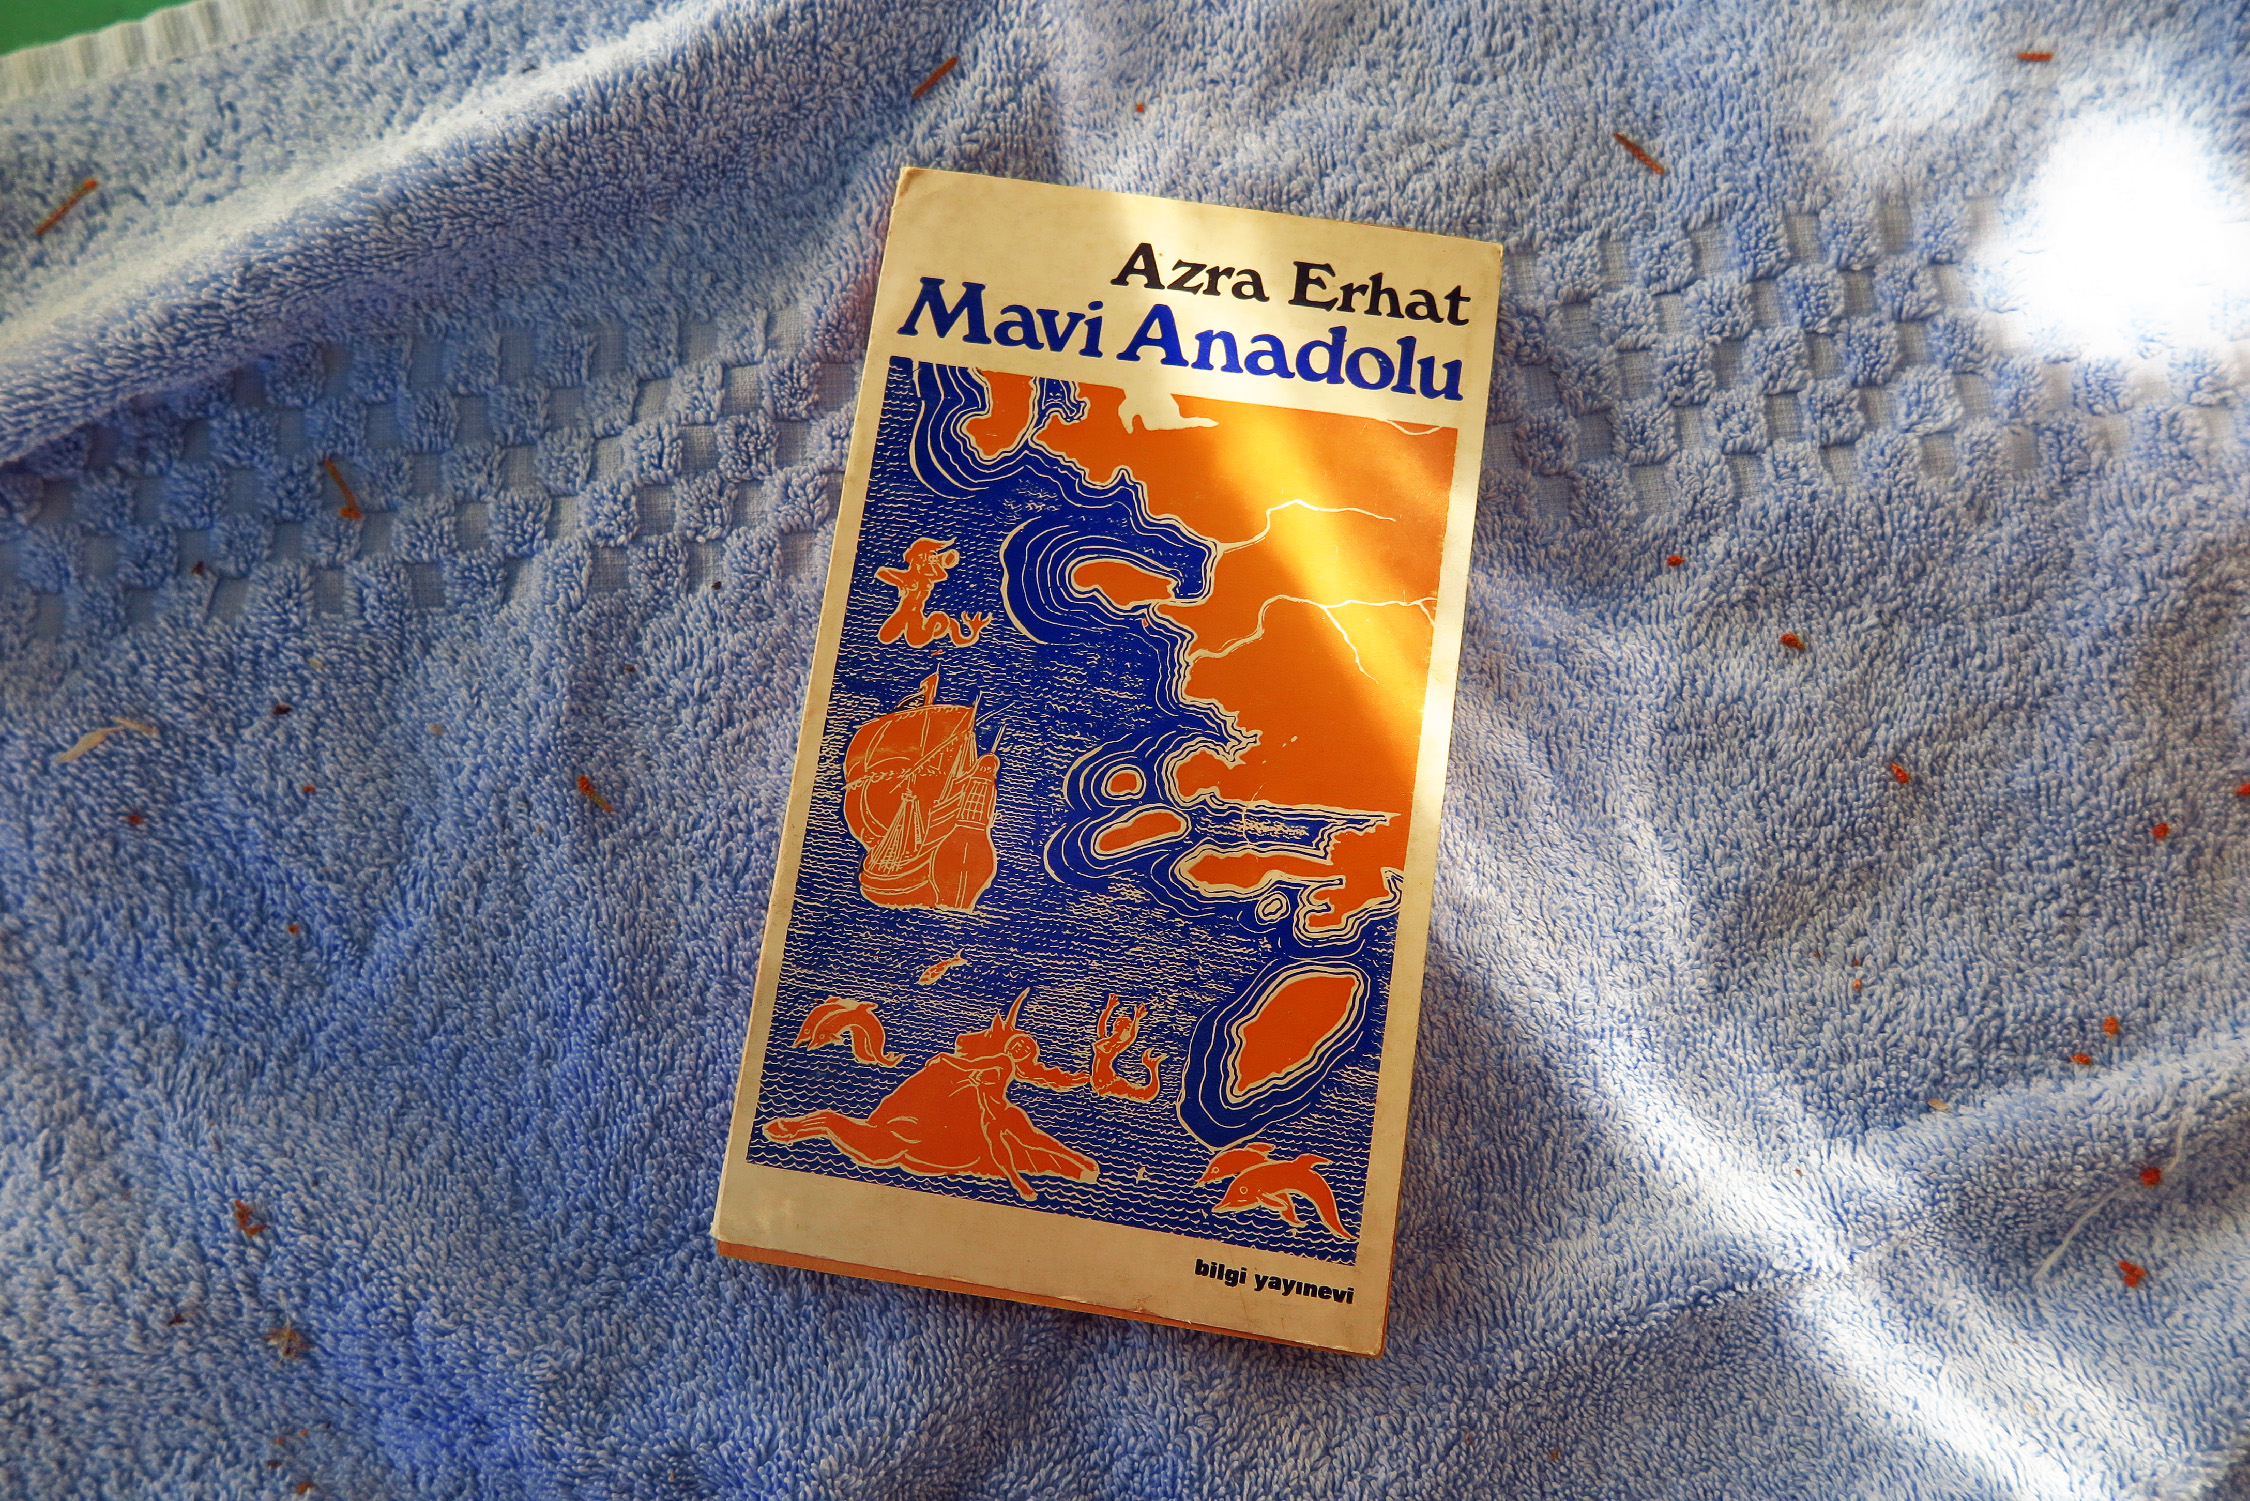 Azra Erhat
Mavi Anadolu
bilgi yayınevi